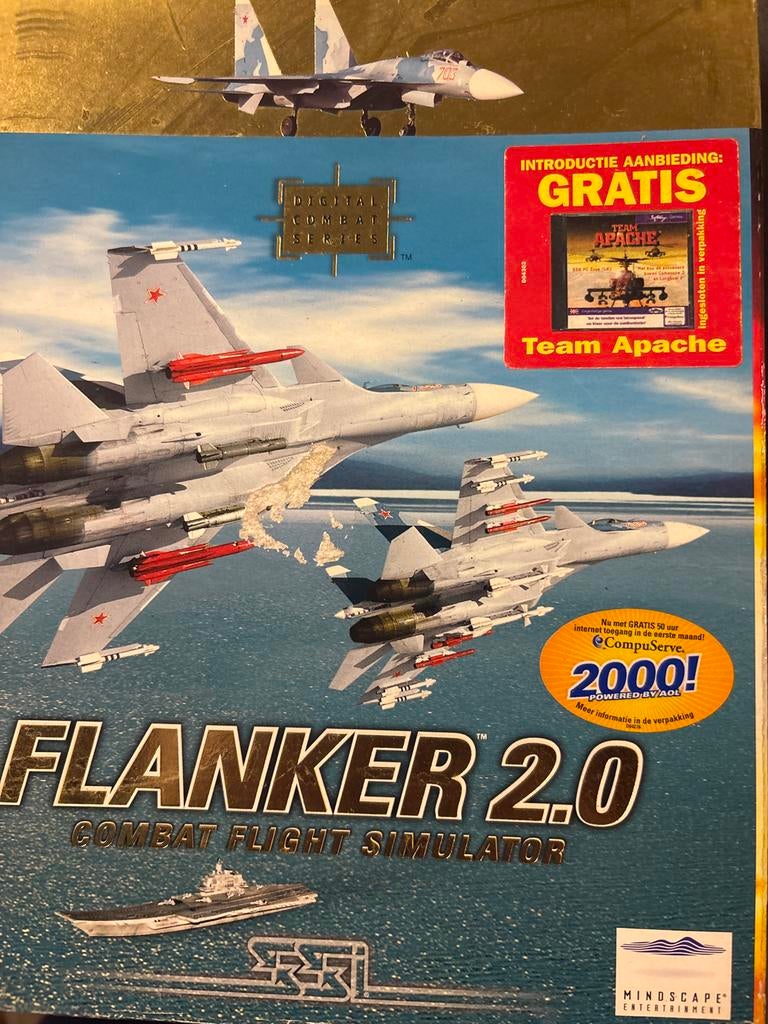 703
DIGITAL
COMBAT
SERIES
TM
INTRODUCTIE AANBIEDING:
GRATIS
TEAM
APACHE
Ingesloten in verpakking
Team Apache
Nu met GRATIS 50 uur
internet toegang in de eerste maand!
CompuServe.
2000!
POWERED BY AOL
Meer informatie in de verpakking
FLANKER™ 2.0
COMBAT FLIGHT SIMULATOR
SSI®
MINDSCAPE®
ENTERTAINMENT